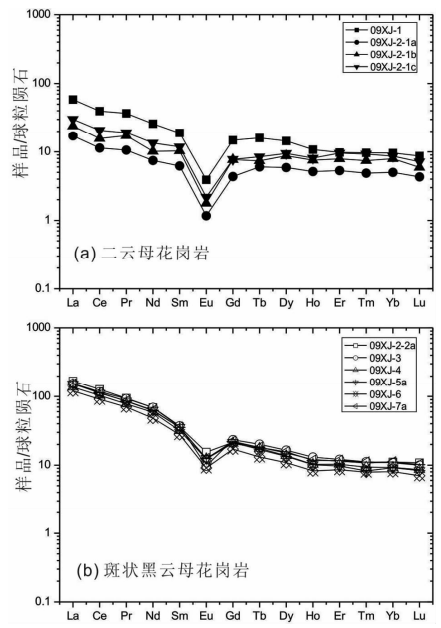 1000
100
10
1
0.1
样品/球粒陨石
09XJ-1
09XJ-2-1a
09XJ-2-1b
09XJ-2-1c
(a) 二云母花岗岩
La Ce Pr Nd Sm Eu Gd Tb Dy Ho Er Tm Yb Lu
1000
100
10
1
0.1
样品/球粒陨石
09XJ-2-2a
09XJ-3
09XJ-4
09XJ-5a
09XJ-6
09XJ-7a
(b) 斑状黑云母花岗岩
La Ce Pr Nd Sm Eu Gd Tb Dy Ho Er Tm Yb Lu